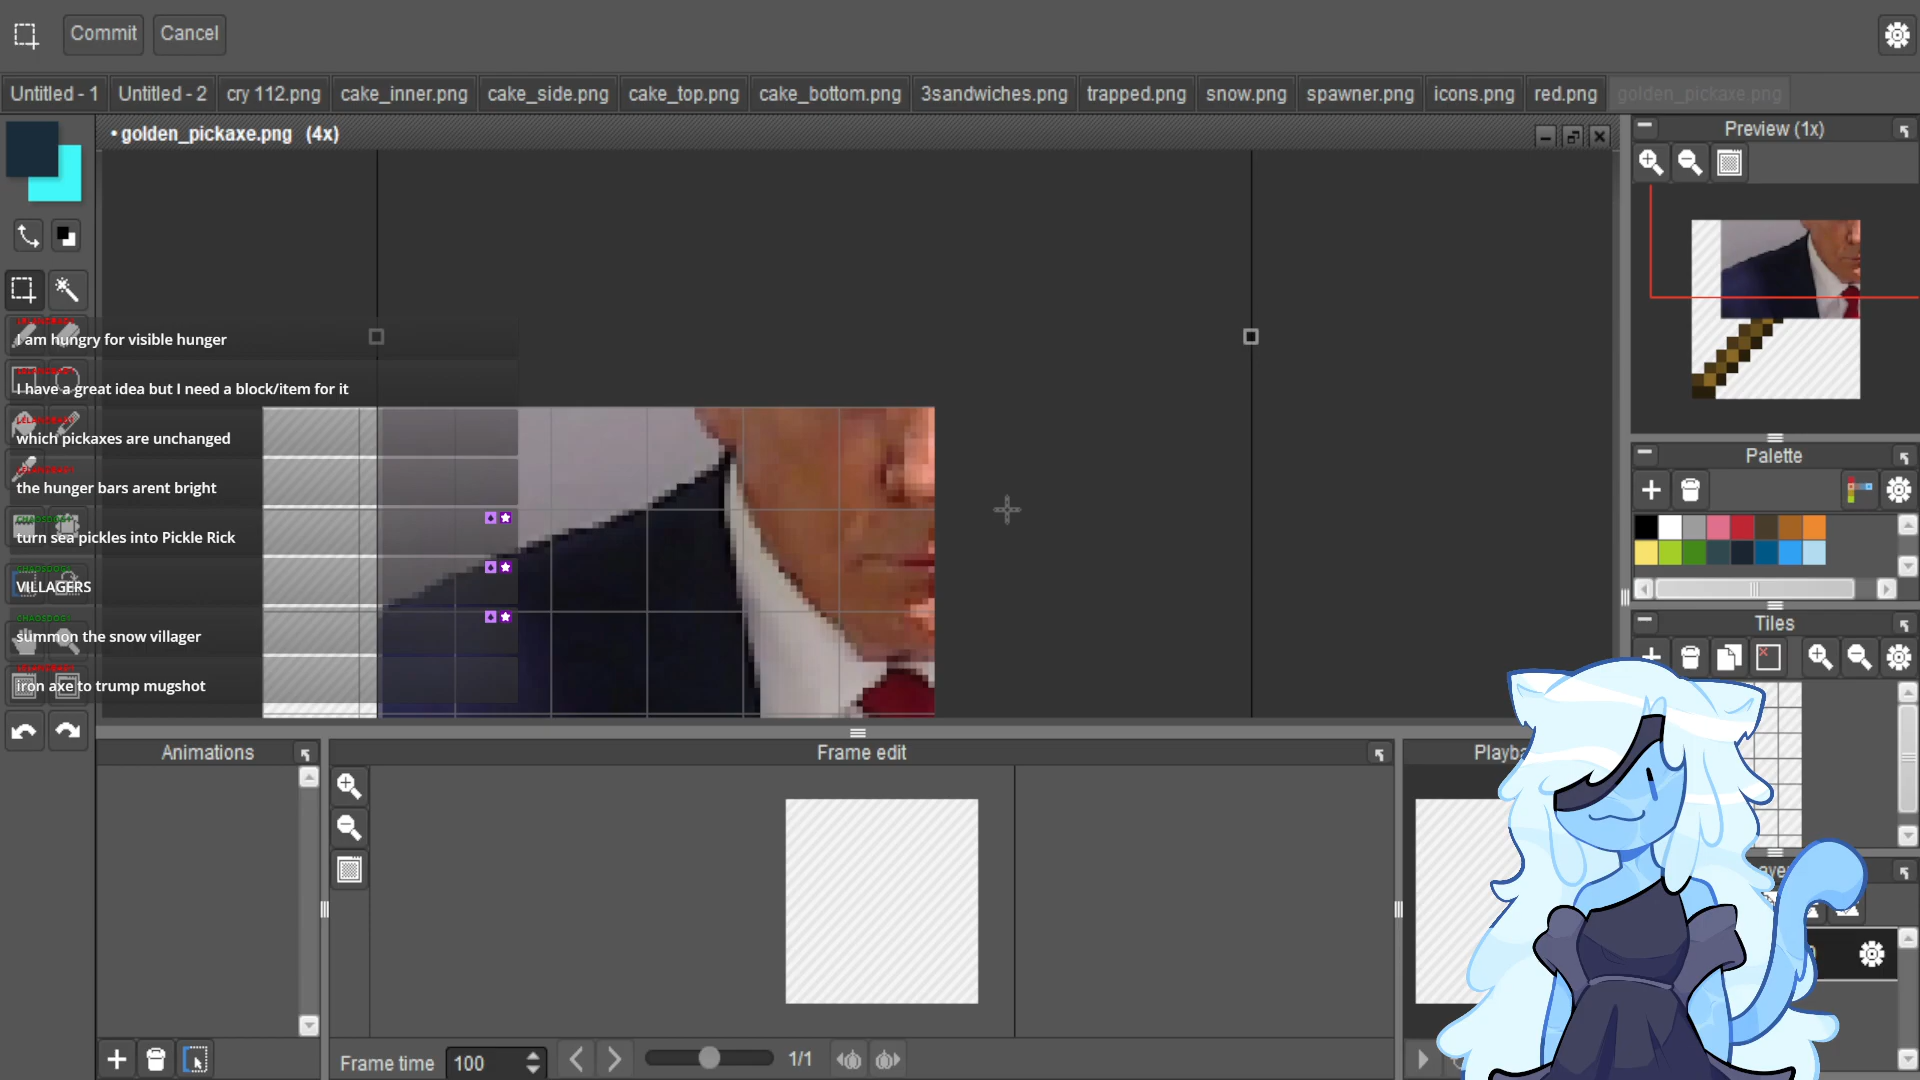 Commit
Cancel
Untitled - 1
Untitled - 2
cry 112.png
cake_inner.png
cake_side.png
cake_top.png
cake_bottom.png
3sandwiches.png
trapped.png
snow.png
spawner.png
icons.png
red.png
golden_pickaxe.png
• golden_pickaxe.png (4x)
Preview (1x)
I am hungry for visible hunger
I have a great idea but I need a block/item for it
which pickaxes are unchanged
the hunger bars arent bright
turn sea pickles into Pickle Rick
VILLAGERS
summon the snow villager
iron axe to trump mugshot
Palette
Tiles
Animations
Frame edit
Frame time 100
1/1